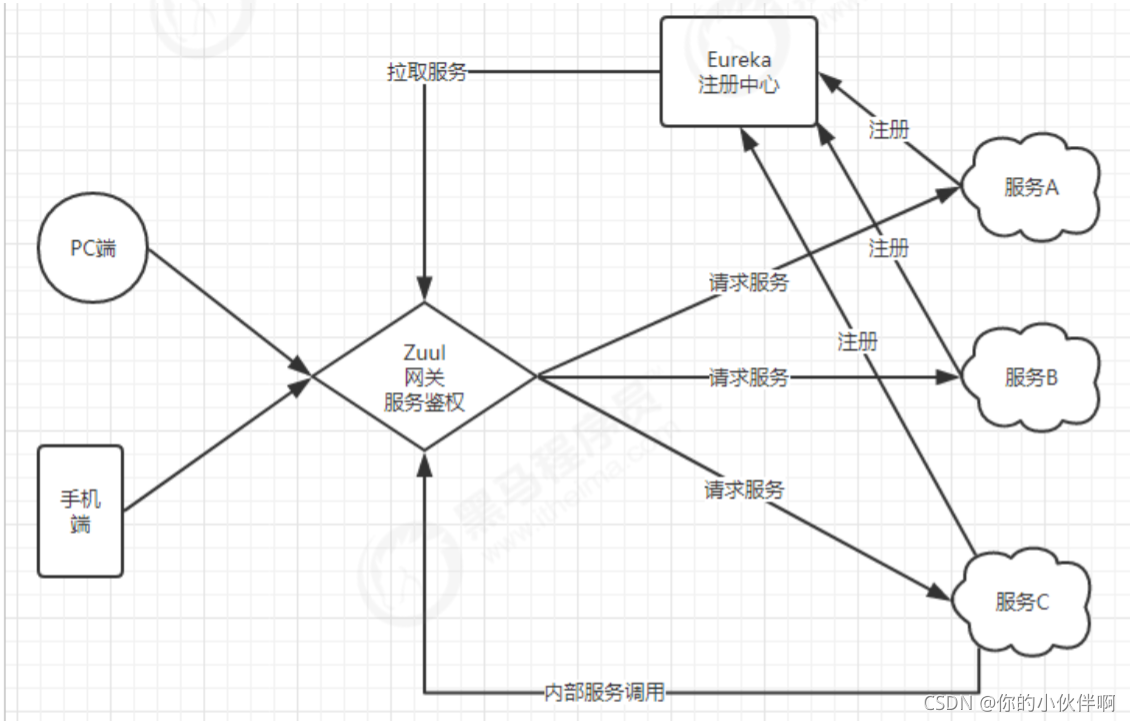 拉取服务
Eureka
注册中心
注册
服务A
PC端
注册
请求服务
注册
Zuul
网关
服务鉴权
请求服务
服务B
手机
端
请求服务
黑马程序员
www.itheima.com
服务C
内部服务调用
CSDN @你的小伙伴啊